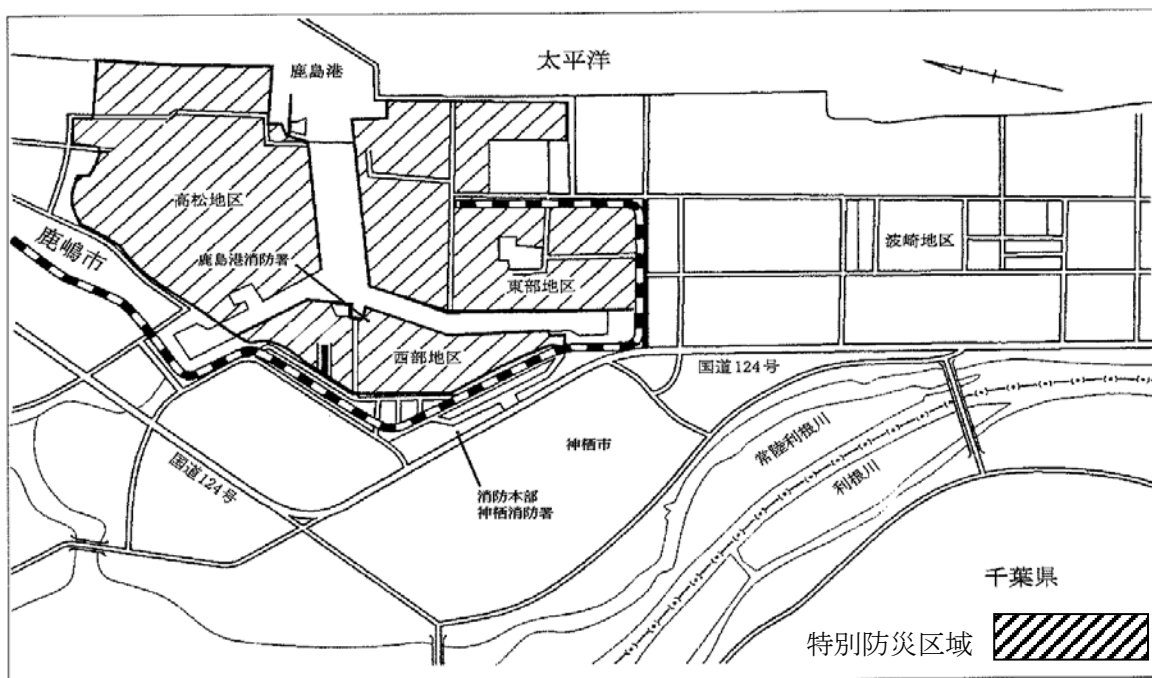 太平洋
鹿島港
高松地区
鹿嶋市
鹿島港消防署
東部地区
波崎地区
西部地区
国道124号
神栖市
常陸利根川
利根川
国道124号
消防本部
神栖消防署
千葉県
特別防災区域